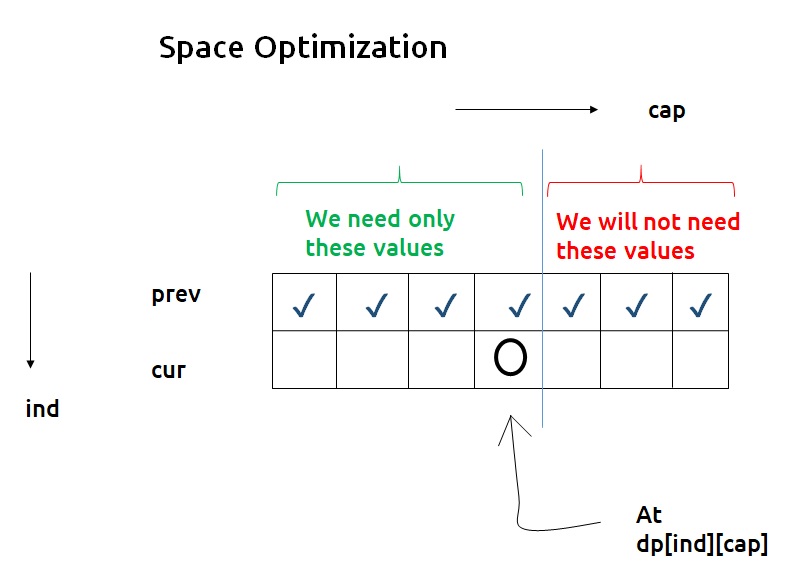 Space Optimization
cap
We need only
these values
We will not need
these values
prev
cur
ind
At
dp[ind][cap]